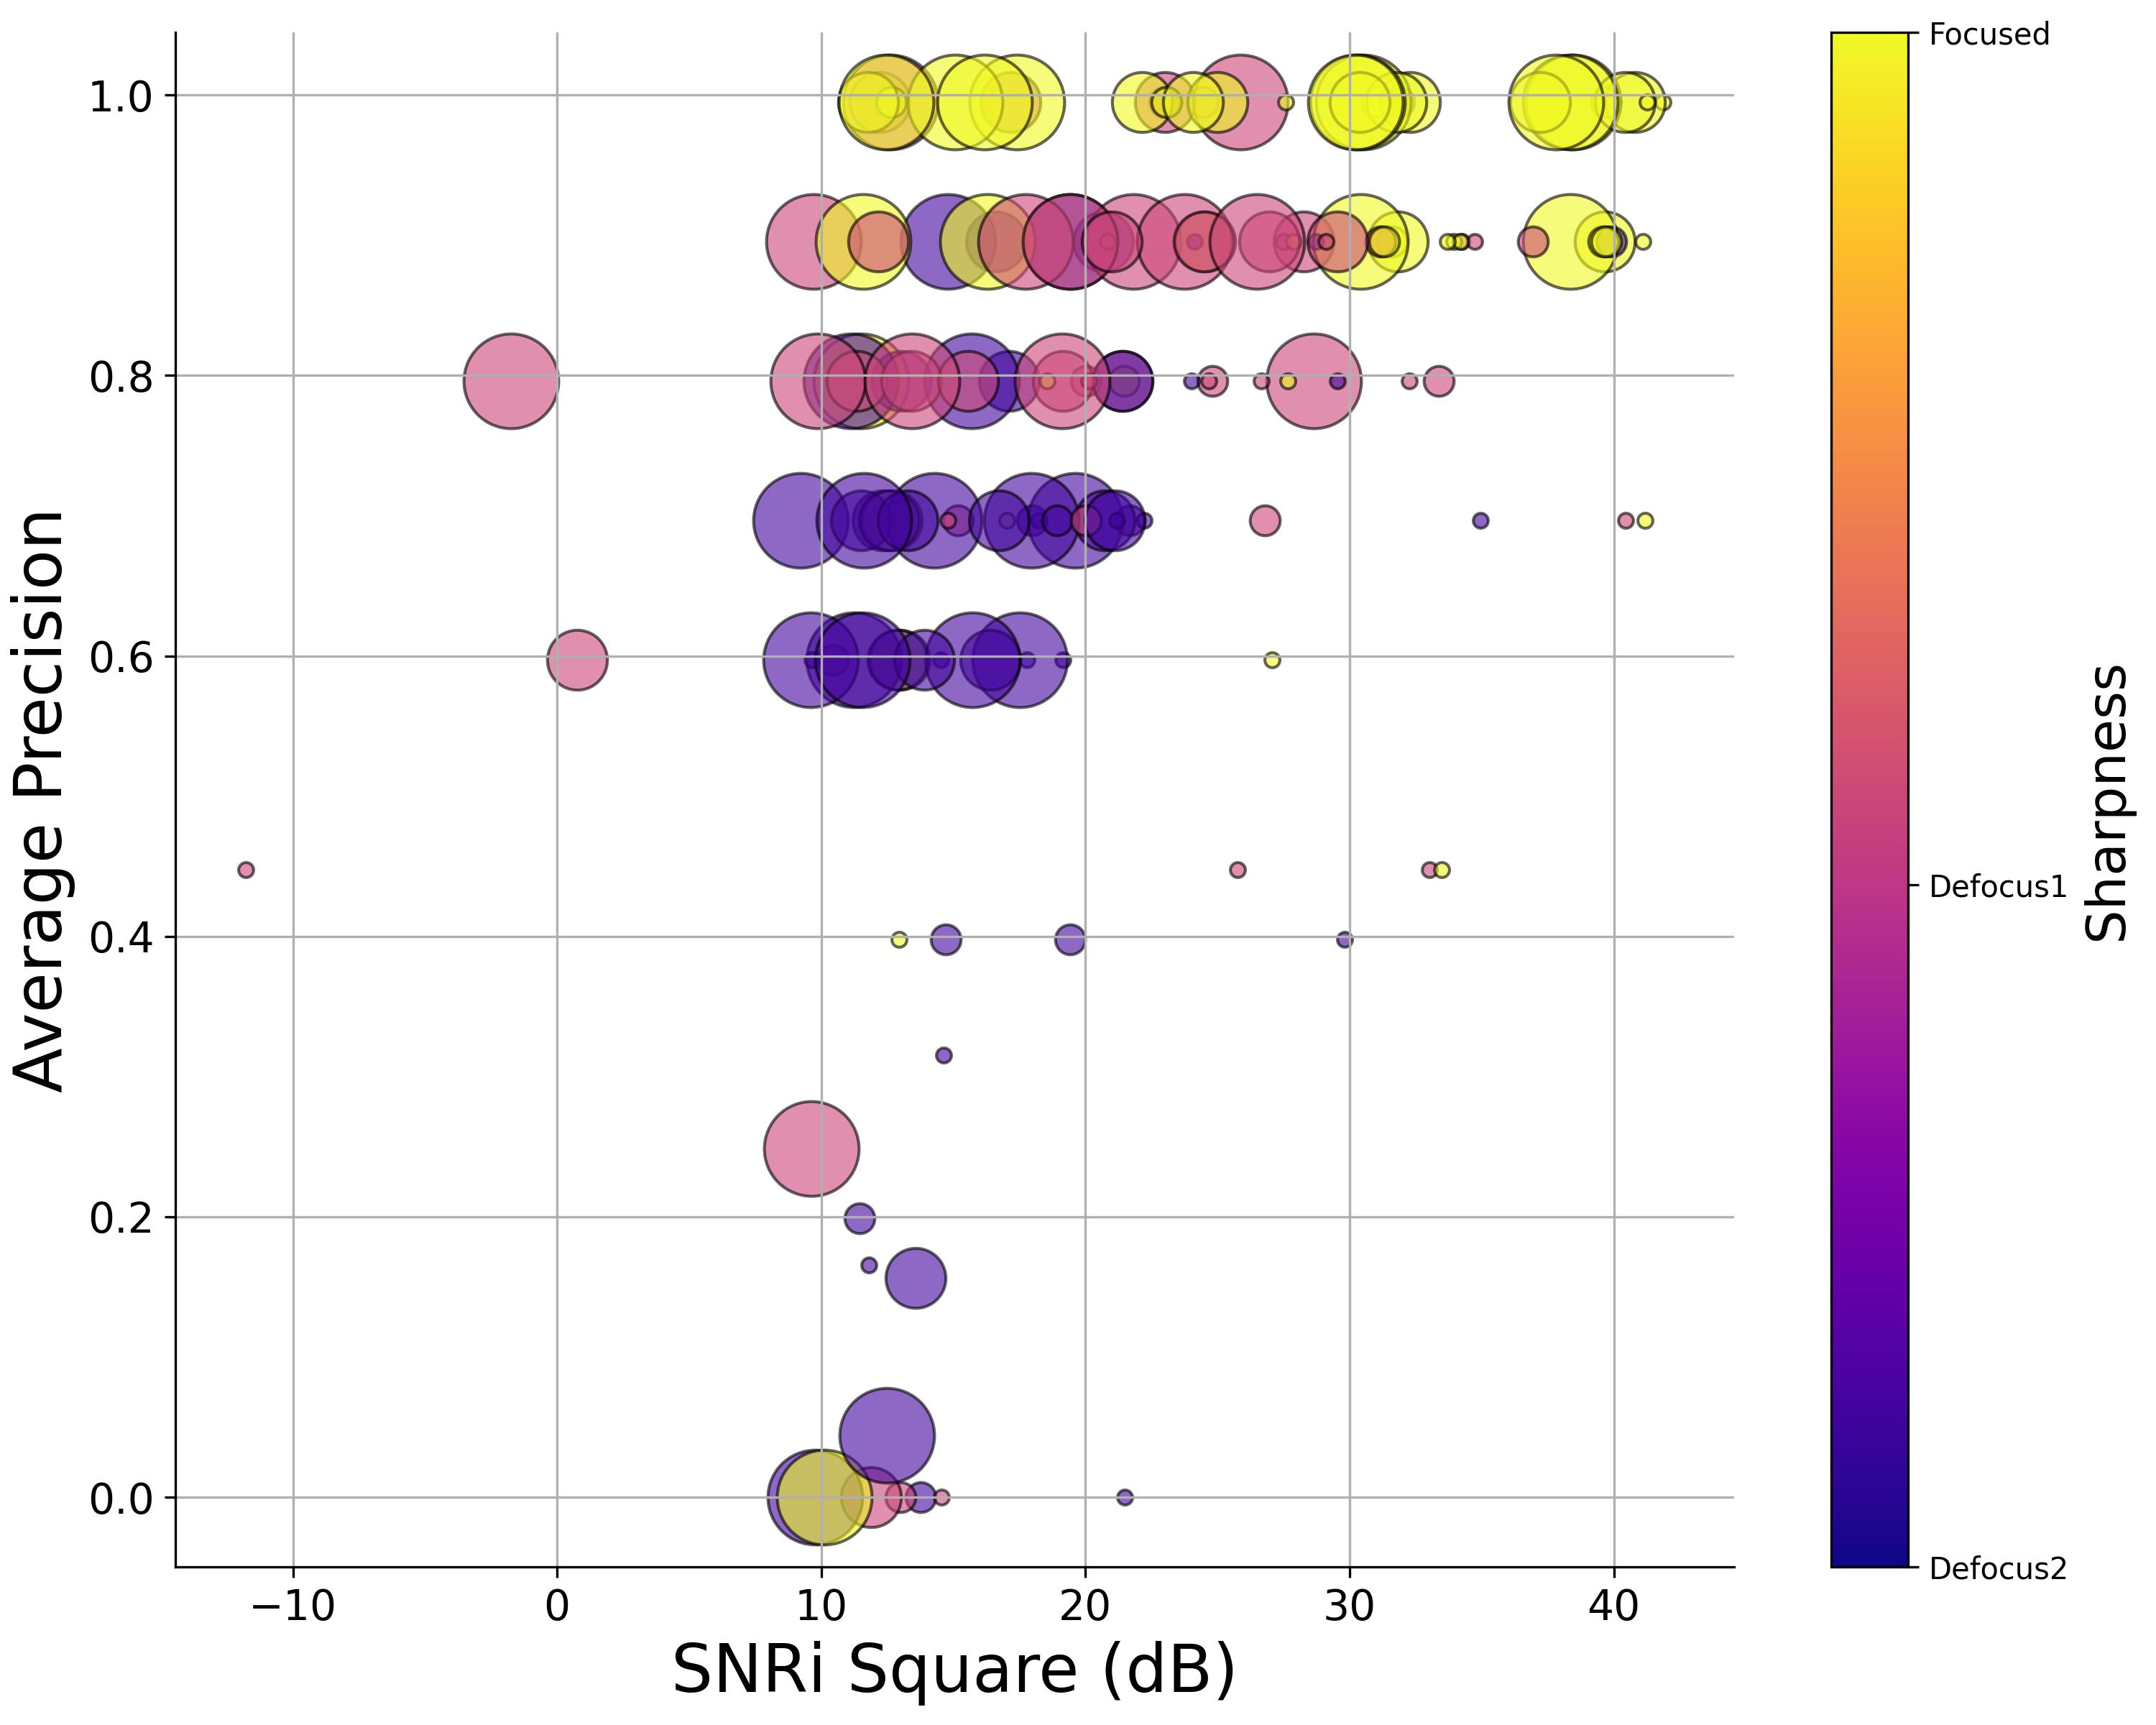 Average Precision
1.0
0.8
0.6
0.4
0.2
0.0
−10 0 10 20 30 40
SNRi Square (dB)
Focused
Defocus1
Defocus2
Sharpness